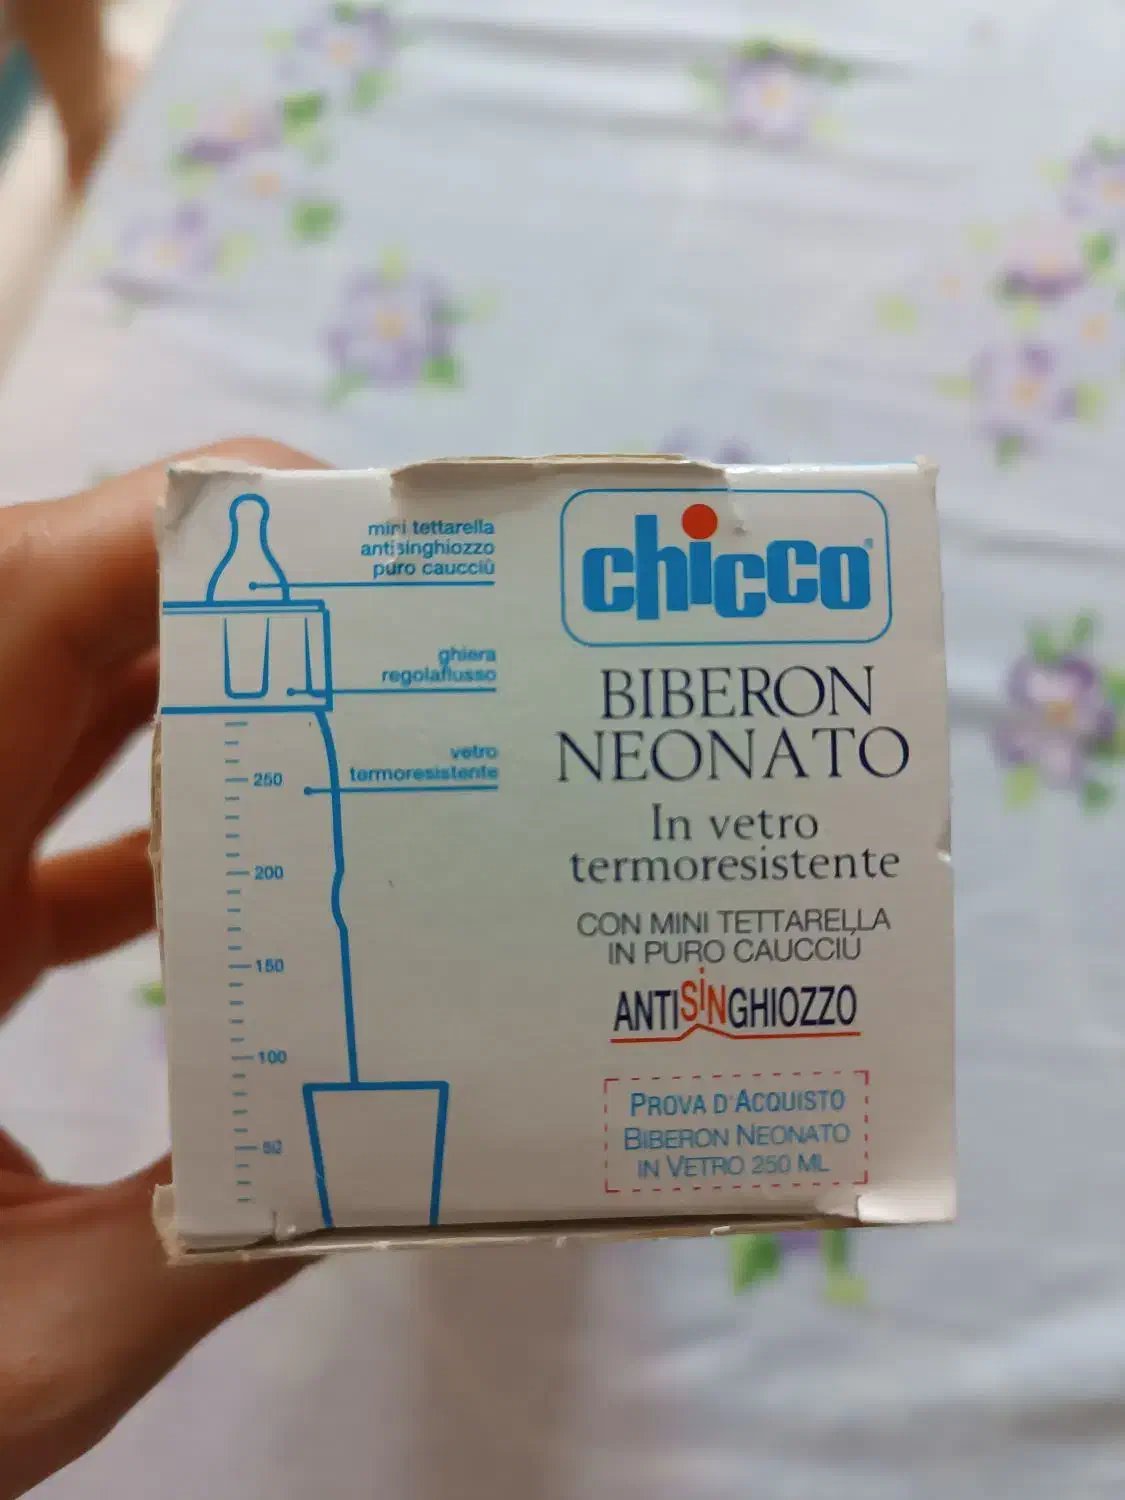 mini tettarella
antisinghiozzo
puro caucciù
ghiera
regolaflusso
vetro
termoresistente
250
200
150
100
50
chicco®
BIBERON
NEONATO
In vetro
termoresistente
CON MINI TETTARELLA
IN PURO CAUCCIÙ
ANTISiNGHIOZZO
PROVA D'ACQUISTO
BIBERON NEONATO
IN VETRO 250 ML